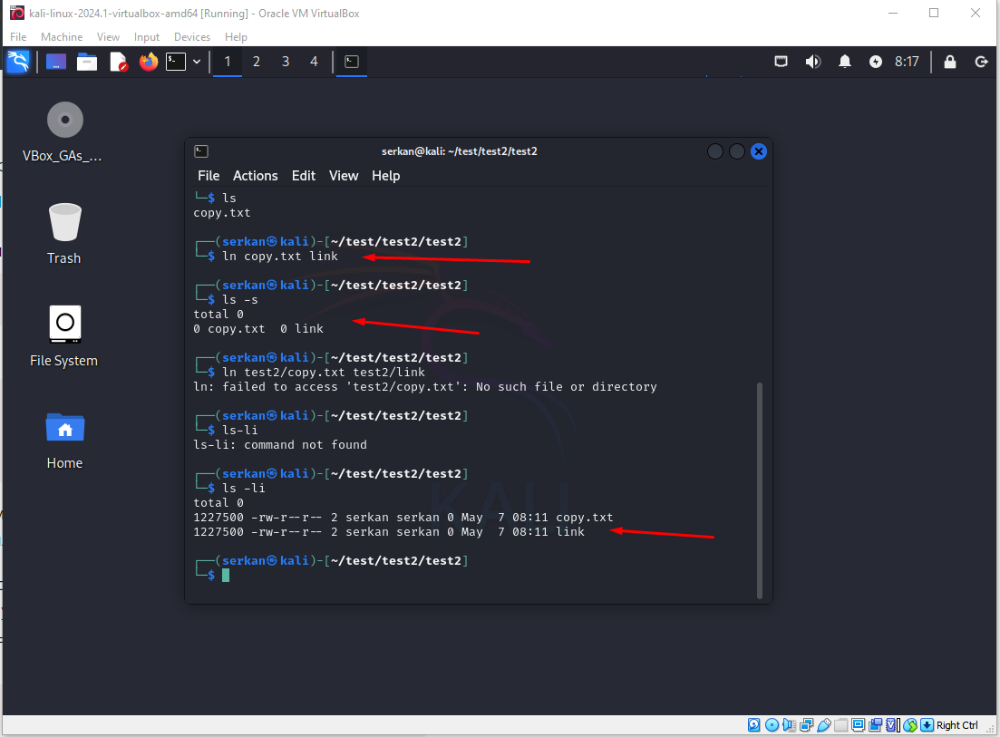 kali-linux-2024.1-virtualbox-amd64 [Running] - Oracle VM VirtualBox
File Machine View Input Devices Help
1 2 3 4 8:17
VBox_GAs_...
Trash
File System
Home
serkan@kali: ~/test/test2/test2
File Actions Edit View Help
└─$ ls
copy.txt
┌──(serkan㉿kali)-[~/test/test2/test2]
└─$ ln copy.txt link
┌──(serkan㉿kali)-[~/test/test2/test2]
└─$ ls -s
total 0
0 copy.txt  0 link
┌──(serkan㉿kali)-[~/test/test2/test2]
└─$ ln test2/copy.txt test2/link
ln: failed to access 'test2/copy.txt': No such file or directory
┌──(serkan㉿kali)-[~/test/test2/test2]
└─$ ls-li
ls-li: command not found
┌──(serkan㉿kali)-[~/test/test2/test2]
└─$ ls -li
total 0
1227500 -rw-r--r-- 2 serkan serkan 0 May  7 08:11 copy.txt
1227500 -rw-r--r-- 2 serkan serkan 0 May  7 08:11 link
┌──(serkan㉿kali)-[~/test/test2/test2]
└─$
KALI
Right Ctrl